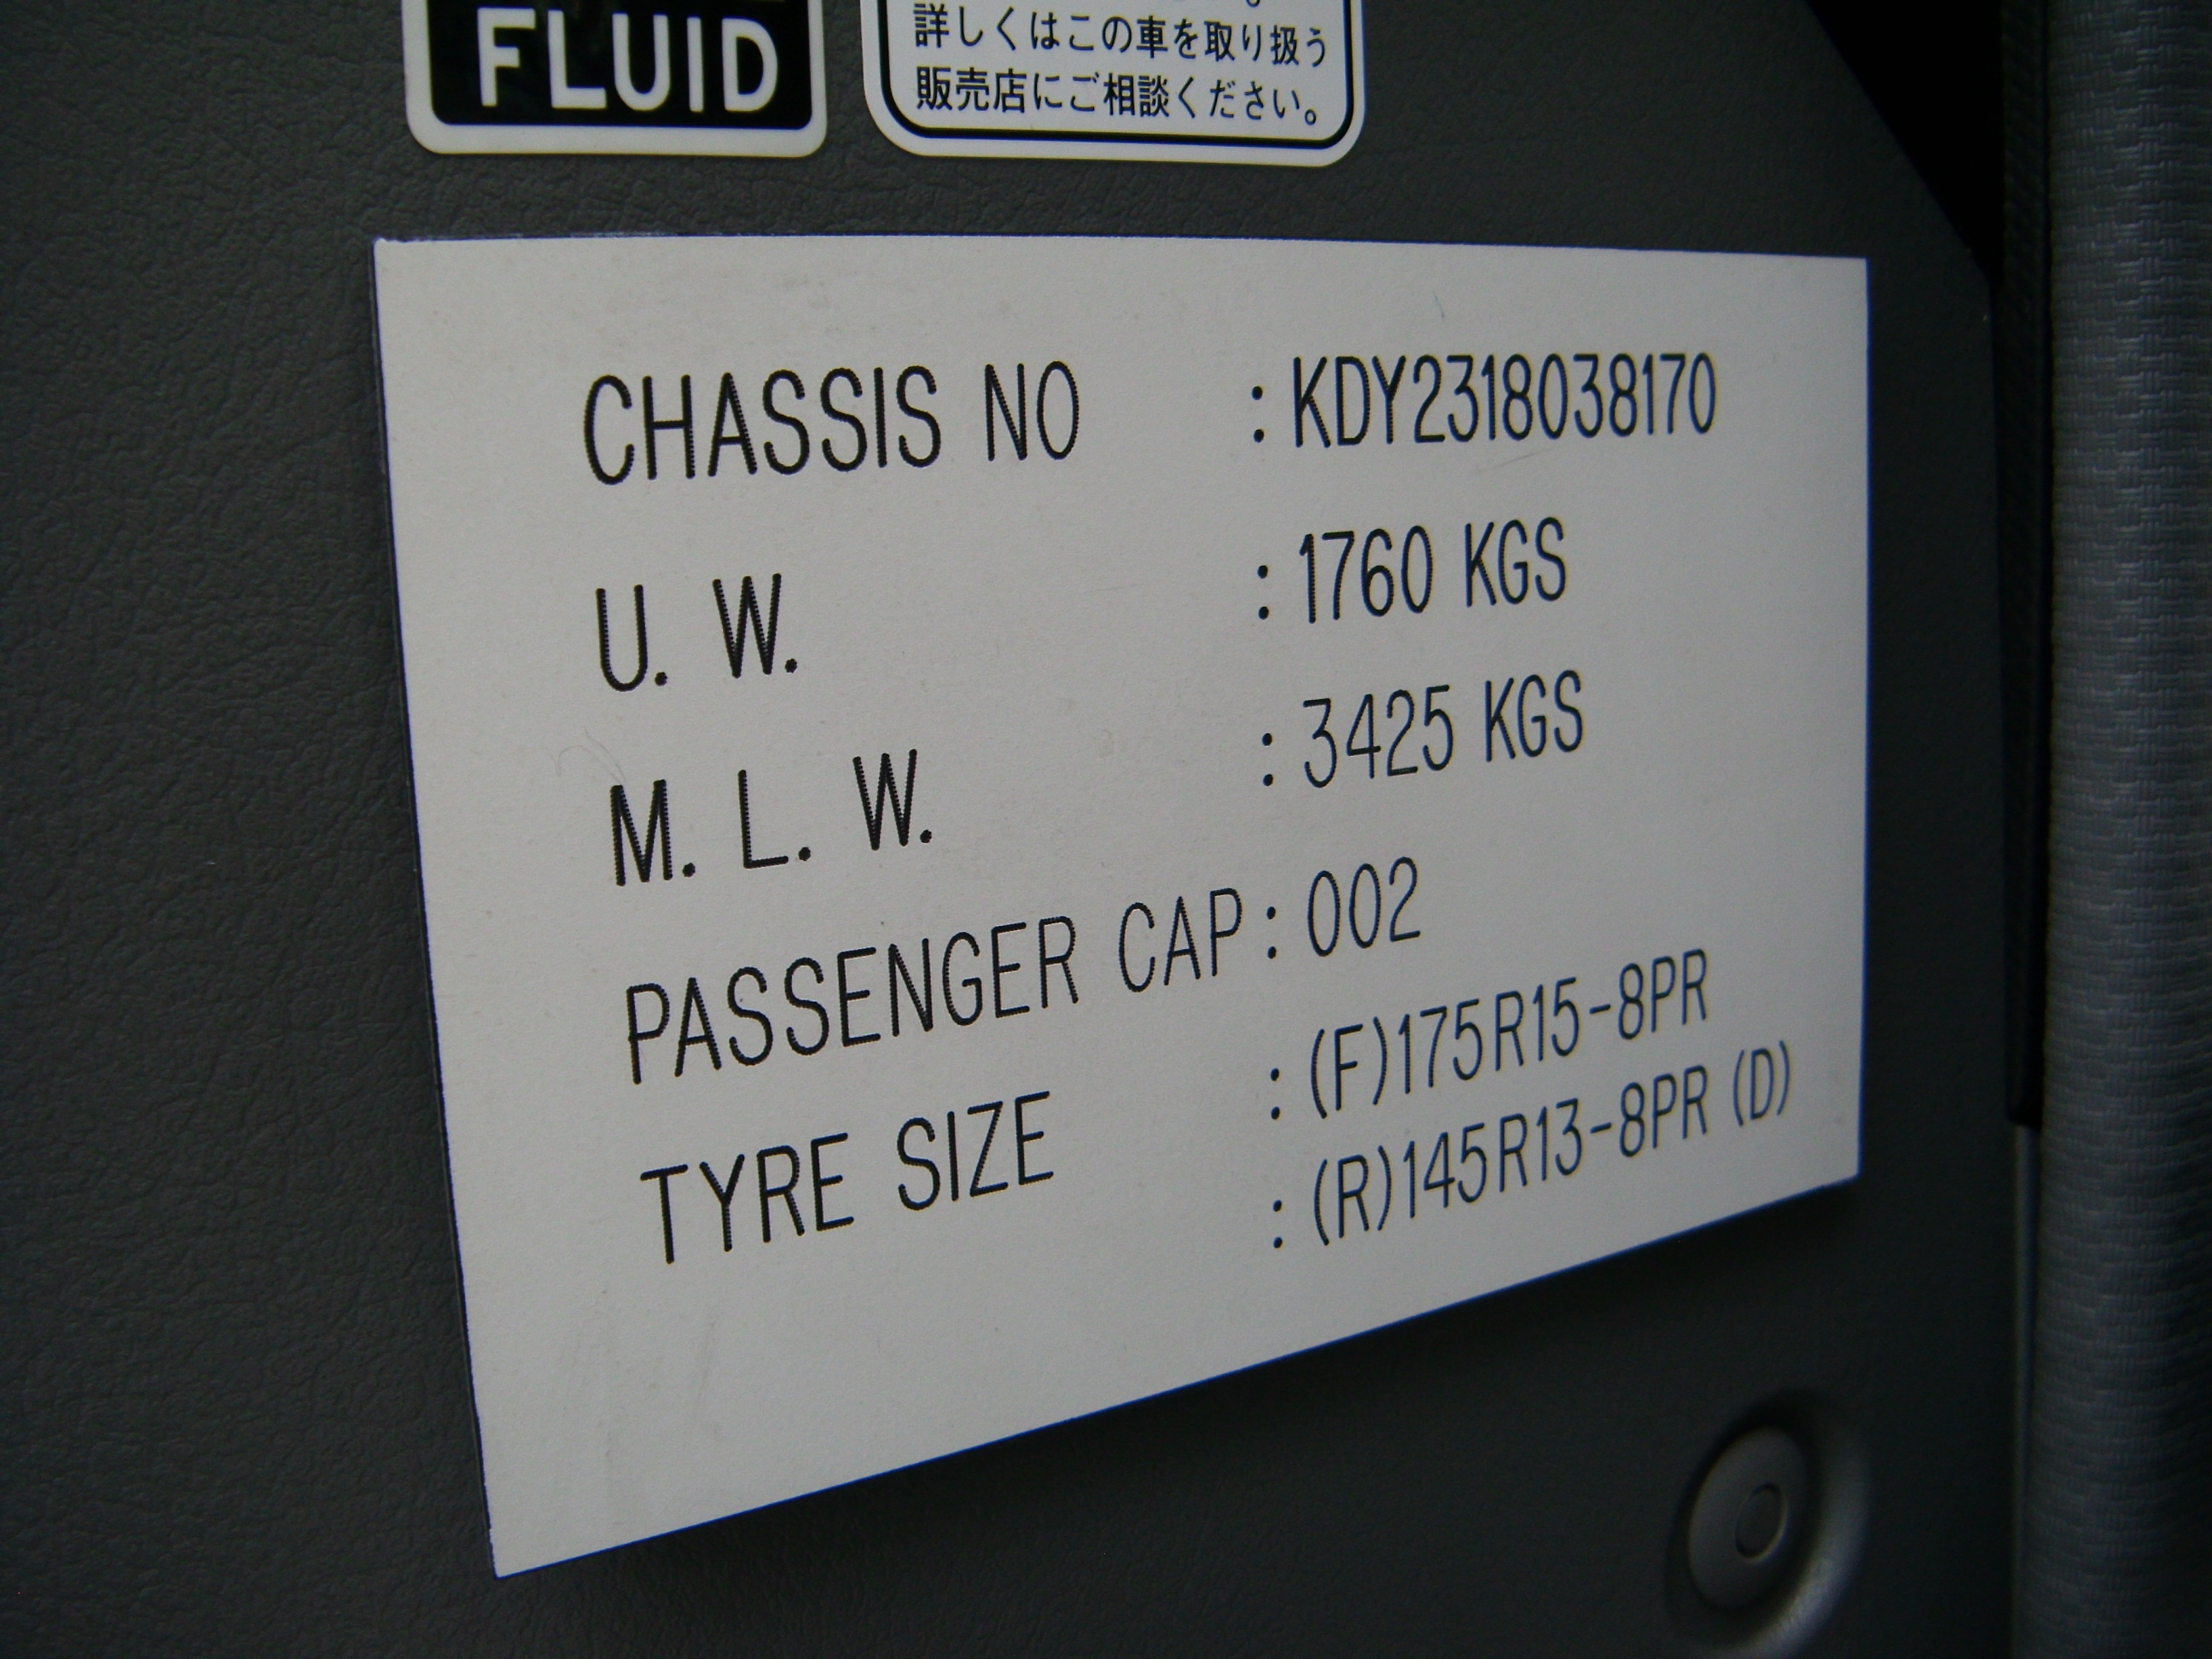 FLUID
詳しくはこの車を取り扱う
販売店にご相談ください。
CHASSIS NO : KDY2318038170
U. W. : 1760 KGS
M. L. W. : 3425 KGS
PASSENGER CAP : 002
TYRE SIZE : (F)175R15-8PR
: (R)145R13-8PR (D)